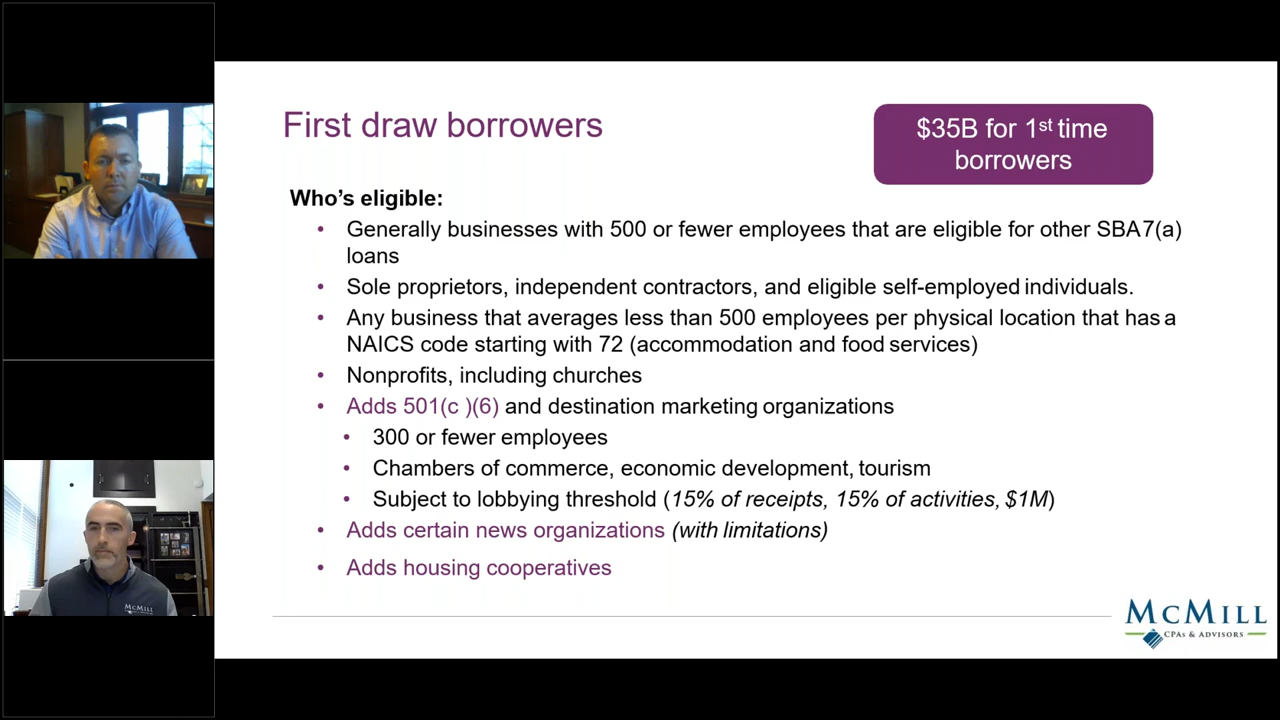 First draw borrowers
$35B for 1st time
borrowers
Who's eligible:
• Generally businesses with 500 or fewer employees that are eligible for other SBA7(a)
loans
• Sole proprietors, independent contractors, and eligible self-employed individuals.
• Any business that averages less than 500 employees per physical location that has a
NAICS code starting with 72 (accommodation and food services)
• Nonprofits, including churches
• Adds 501(c )(6) and destination marketing organizations
• 300 or fewer employees
• Chambers of commerce, economic development, tourism
• Subject to lobbying threshold (15% of receipts, 15% of activities, $1M)
• Adds certain news organizations (with limitations)
• Adds housing cooperatives
MCMILL
CPAS & ADVISORS
MCMILL